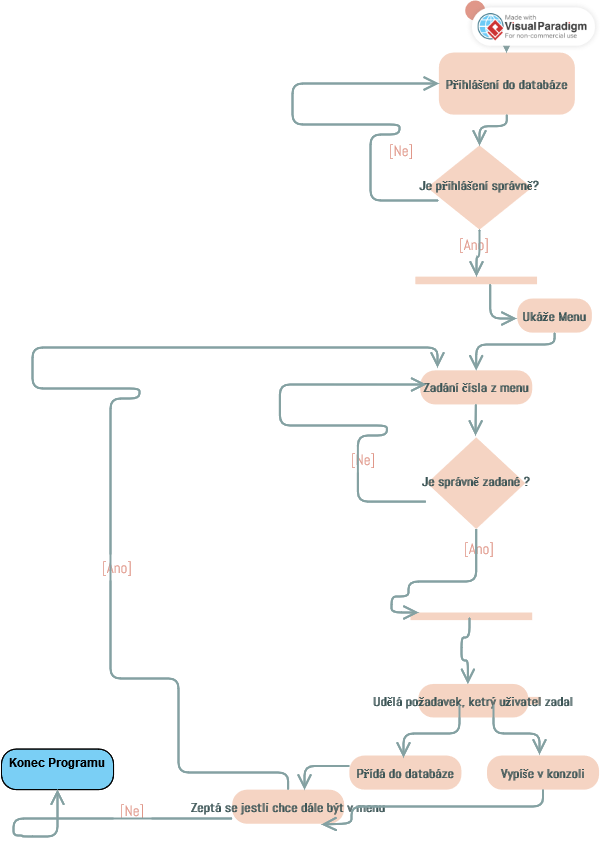 Made with
Visual Paradigm
For non-commercial use
Přihlášení do databáze
[Ne]
Je přihlášení správně?
[Ano]
Ukáže Menu
Zadání čísla z menu
[Ne]
Je správně zadané ?
[Ano]
[Ano]
Udělá požadavek, ketrý uživatel zadal
Konec Programu
Přidá do databáze
Vypíše v konzoli
Zeptá se jestli chce dále být v menu
[Ne]